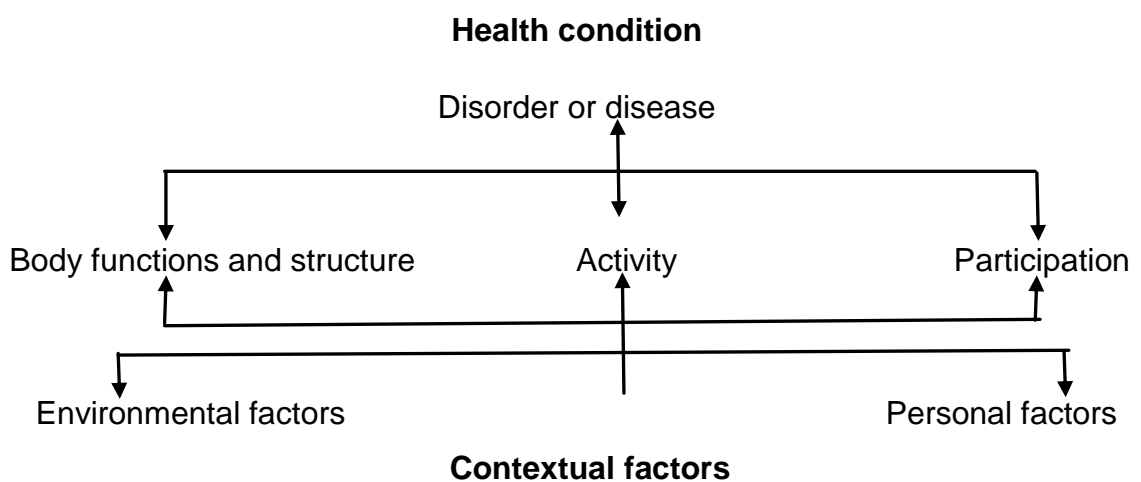 Health condition
Disorder or disease
Body functions and structure Activity Participation
Environmental factors Personal factors
Contextual factors